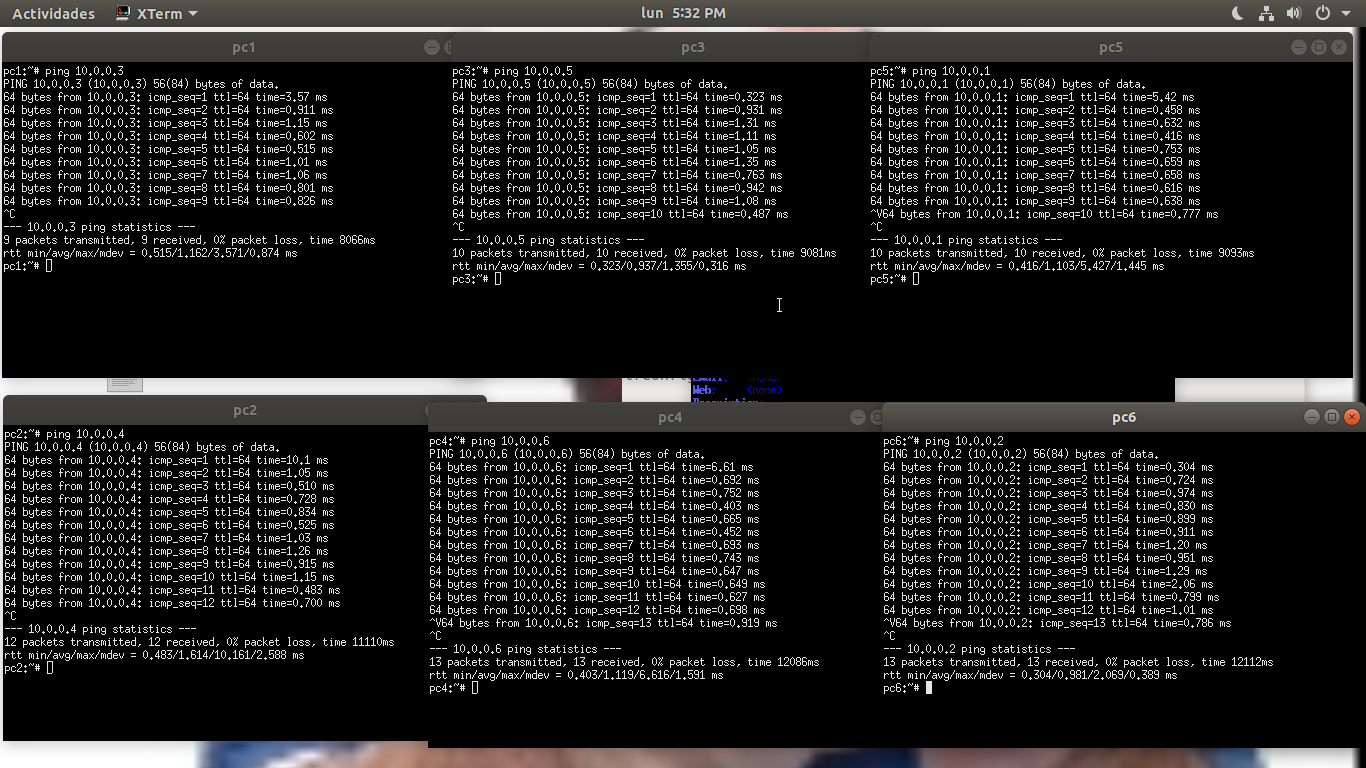 Actividades XTerm lun 5:32 PM
pc1
pc1:~# ping 10.0.0.3
PING 10.0.0.3 (10.0.0.3) 56(84) bytes of data.
64 bytes from 10.0.0.3: icmp_seq=1 ttl=64 time=3.57 ms
64 bytes from 10.0.0.3: icmp_seq=2 ttl=64 time=0.911 ms
64 bytes from 10.0.0.3: icmp_seq=3 ttl=64 time=1.15 ms
64 bytes from 10.0.0.3: icmp_seq=4 ttl=64 time=0.602 ms
64 bytes from 10.0.0.3: icmp_seq=5 ttl=64 time=0.515 ms
64 bytes from 10.0.0.3: icmp_seq=6 ttl=64 time=1.01 ms
64 bytes from 10.0.0.3: icmp_seq=7 ttl=64 time=1.06 ms
64 bytes from 10.0.0.3: icmp_seq=8 ttl=64 time=0.801 ms
64 bytes from 10.0.0.3: icmp_seq=9 ttl=64 time=0.826 ms
^C
--- 10.0.0.3 ping statistics ---
9 packets transmitted, 9 received, 0% packet loss, time 8066ms
rtt min/avg/max/mdev = 0.515/1.162/3.571/0.874 ms
pc1:~#
pc3
pc3:~# ping 10.0.0.5
PING 10.0.0.5 (10.0.0.5) 56(84) bytes of data.
64 bytes from 10.0.0.5: icmp_seq=1 ttl=64 time=0.323 ms
64 bytes from 10.0.0.5: icmp_seq=2 ttl=64 time=0.931 ms
64 bytes from 10.0.0.5: icmp_seq=3 ttl=64 time=1.31 ms
64 bytes from 10.0.0.5: icmp_seq=4 ttl=64 time=1.11 ms
64 bytes from 10.0.0.5: icmp_seq=5 ttl=64 time=1.05 ms
64 bytes from 10.0.0.5: icmp_seq=6 ttl=64 time=1.35 ms
64 bytes from 10.0.0.5: icmp_seq=7 ttl=64 time=0.763 ms
64 bytes from 10.0.0.5: icmp_seq=8 ttl=64 time=0.942 ms
64 bytes from 10.0.0.5: icmp_seq=9 ttl=64 time=1.08 ms
64 bytes from 10.0.0.5: icmp_seq=10 ttl=64 time=0.487 ms
^C
--- 10.0.0.5 ping statistics ---
10 packets transmitted, 10 received, 0% packet loss, time 9081ms
rtt min/avg/max/mdev = 0.323/0.937/1.355/0.316 ms
pc3:~#
pc5
pc5:~# ping 10.0.0.1
PING 10.0.0.1 (10.0.0.1) 56(84) bytes of data.
64 bytes from 10.0.0.1: icmp_seq=1 ttl=64 time=5.42 ms
64 bytes from 10.0.0.1: icmp_seq=2 ttl=64 time=0.458 ms
64 bytes from 10.0.0.1: icmp_seq=3 ttl=64 time=0.632 ms
64 bytes from 10.0.0.1: icmp_seq=4 ttl=64 time=0.416 ms
64 bytes from 10.0.0.1: icmp_seq=5 ttl=64 time=0.753 ms
64 bytes from 10.0.0.1: icmp_seq=6 ttl=64 time=0.659 ms
64 bytes from 10.0.0.1: icmp_seq=7 ttl=64 time=0.658 ms
64 bytes from 10.0.0.1: icmp_seq=8 ttl=64 time=0.616 ms
64 bytes from 10.0.0.1: icmp_seq=9 ttl=64 time=0.638 ms
^V64 bytes from 10.0.0.1: icmp_seq=10 ttl=64 time=0.777 ms
^C
--- 10.0.0.1 ping statistics ---
10 packets transmitted, 10 received, 0% packet loss, time 9093ms
rtt min/avg/max/mdev = 0.416/1.103/5.427/1.445 ms
pc5:~#
Web <none>
pc2
pc2:~# ping 10.0.0.4
PING 10.0.0.4 (10.0.0.4) 56(84) bytes of data.
64 bytes from 10.0.0.4: icmp_seq=1 ttl=64 time=10.1 ms
64 bytes from 10.0.0.4: icmp_seq=2 ttl=64 time=1.05 ms
64 bytes from 10.0.0.4: icmp_seq=3 ttl=64 time=0.510 ms
64 bytes from 10.0.0.4: icmp_seq=4 ttl=64 time=0.728 ms
64 bytes from 10.0.0.4: icmp_seq=5 ttl=64 time=0.834 ms
64 bytes from 10.0.0.4: icmp_seq=6 ttl=64 time=0.525 ms
64 bytes from 10.0.0.4: icmp_seq=7 ttl=64 time=1.03 ms
64 bytes from 10.0.0.4: icmp_seq=8 ttl=64 time=1.26 ms
64 bytes from 10.0.0.4: icmp_seq=9 ttl=64 time=0.915 ms
64 bytes from 10.0.0.4: icmp_seq=10 ttl=64 time=1.15 ms
64 bytes from 10.0.0.4: icmp_seq=11 ttl=64 time=0.483 ms
64 bytes from 10.0.0.4: icmp_seq=12 ttl=64 time=0.700 ms
^C
--- 10.0.0.4 ping statistics ---
12 packets transmitted, 12 received, 0% packet loss, time 11110ms
rtt min/avg/max/mdev = 0.483/1.614/10.161/2.588 ms
pc2:~#
pc4
pc4:~# ping 10.0.0.6
PING 10.0.0.6 (10.0.0.6) 56(84) bytes of data.
64 bytes from 10.0.0.6: icmp_seq=1 ttl=64 time=6.61 ms
64 bytes from 10.0.0.6: icmp_seq=2 ttl=64 time=0.692 ms
64 bytes from 10.0.0.6: icmp_seq=3 ttl=64 time=0.752 ms
64 bytes from 10.0.0.6: icmp_seq=4 ttl=64 time=0.403 ms
64 bytes from 10.0.0.6: icmp_seq=5 ttl=64 time=0.665 ms
64 bytes from 10.0.0.6: icmp_seq=6 ttl=64 time=0.452 ms
64 bytes from 10.0.0.6: icmp_seq=7 ttl=64 time=0.693 ms
64 bytes from 10.0.0.6: icmp_seq=8 ttl=64 time=0.743 ms
64 bytes from 10.0.0.6: icmp_seq=9 ttl=64 time=0.647 ms
64 bytes from 10.0.0.6: icmp_seq=10 ttl=64 time=0.649 ms
64 bytes from 10.0.0.6: icmp_seq=11 ttl=64 time=0.627 ms
64 bytes from 10.0.0.6: icmp_seq=12 ttl=64 time=0.698 ms
^V64 bytes from 10.0.0.6: icmp_seq=13 ttl=64 time=0.919 ms
^C
--- 10.0.0.6 ping statistics ---
13 packets transmitted, 13 received, 0% packet loss, time 12086ms
rtt min/avg/max/mdev = 0.403/1.119/6.616/1.591 ms
pc4:~#
pc6
pc6:~# ping 10.0.0.2
PING 10.0.0.2 (10.0.0.2) 56(84) bytes of data.
64 bytes from 10.0.0.2: icmp_seq=1 ttl=64 time=0.304 ms
64 bytes from 10.0.0.2: icmp_seq=2 ttl=64 time=0.724 ms
64 bytes from 10.0.0.2: icmp_seq=3 ttl=64 time=0.974 ms
64 bytes from 10.0.0.2: icmp_seq=4 ttl=64 time=0.830 ms
64 bytes from 10.0.0.2: icmp_seq=5 ttl=64 time=0.899 ms
64 bytes from 10.0.0.2: icmp_seq=6 ttl=64 time=0.911 ms
64 bytes from 10.0.0.2: icmp_seq=7 ttl=64 time=1.20 ms
64 bytes from 10.0.0.2: icmp_seq=8 ttl=64 time=0.951 ms
64 bytes from 10.0.0.2: icmp_seq=9 ttl=64 time=1.29 ms
64 bytes from 10.0.0.2: icmp_seq=10 ttl=64 time=2.06 ms
64 bytes from 10.0.0.2: icmp_seq=11 ttl=64 time=0.799 ms
64 bytes from 10.0.0.2: icmp_seq=12 ttl=64 time=1.01 ms
^V64 bytes from 10.0.0.2: icmp_seq=13 ttl=64 time=0.786 ms
^C
--- 10.0.0.2 ping statistics ---
13 packets transmitted, 13 received, 0% packet loss, time 12112ms
rtt min/avg/max/mdev = 0.304/0.981/2.069/0.389 ms
pc6:~#